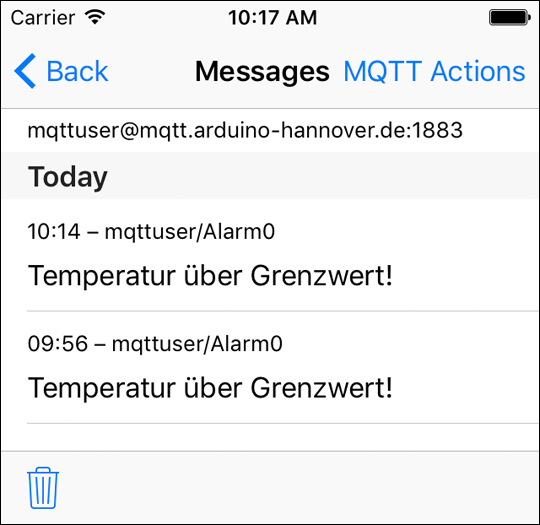 Carrier 10:17 AM
Back Messages MQTT Actions
mqttuser@mqtt.arduino-hannover.de:1883
Today
10:14 – mqttuser/Alarm0
Temperatur über Grenzwert!
09:56 – mqttuser/Alarm0
Temperatur über Grenzwert!